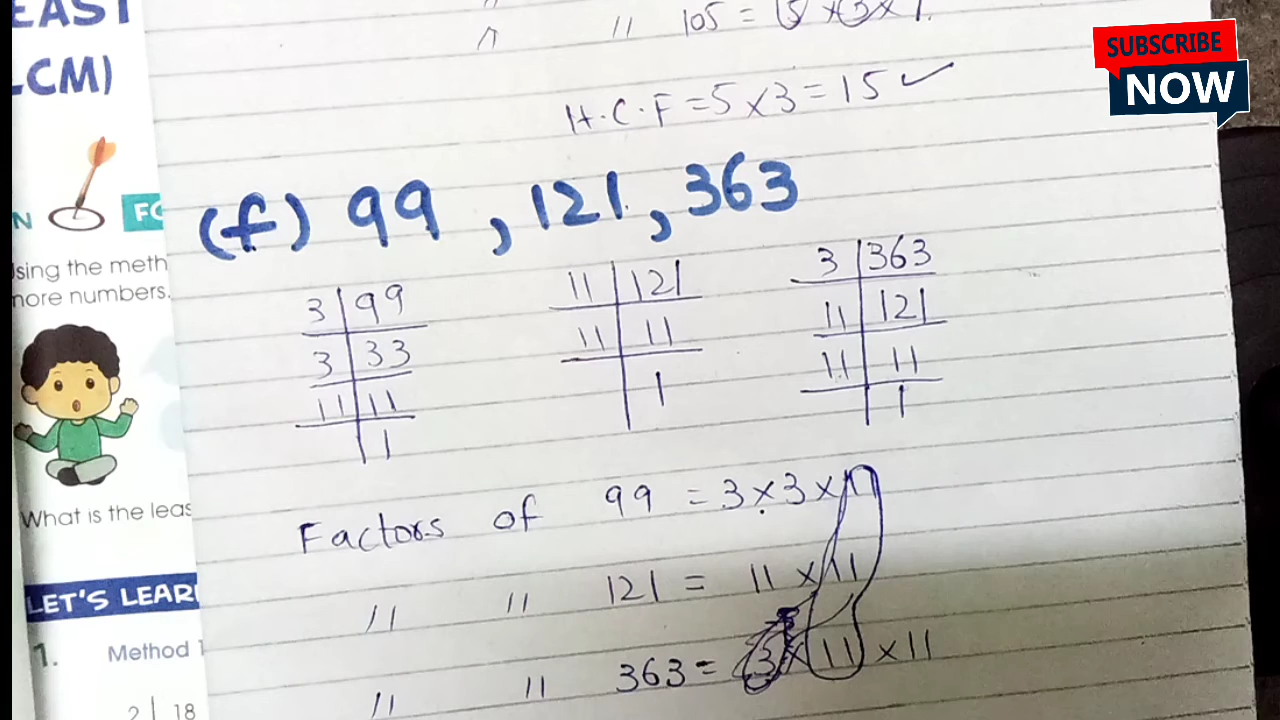 EAST
LCM)
N
FO
sing the meth
more numbers.
What is the leas
LET'S LEAR
1. Method 1
2 | 18
SUBSCRIBE
NOW
" " 105 = 5 × 3 × 7.
H.C.F = 5 × 3 = 15 ✓
(f) 99 , 121 , 363
3 | 99
3 | 33
11 | 11
1
11 | 121
11 | 11
1
3 | 363
11 | 121
11 | 11
1
Factors of 99 = 3 × 3 × 11
" " 121 = 11 × 11
" " 363 = 3 × 11 × 11